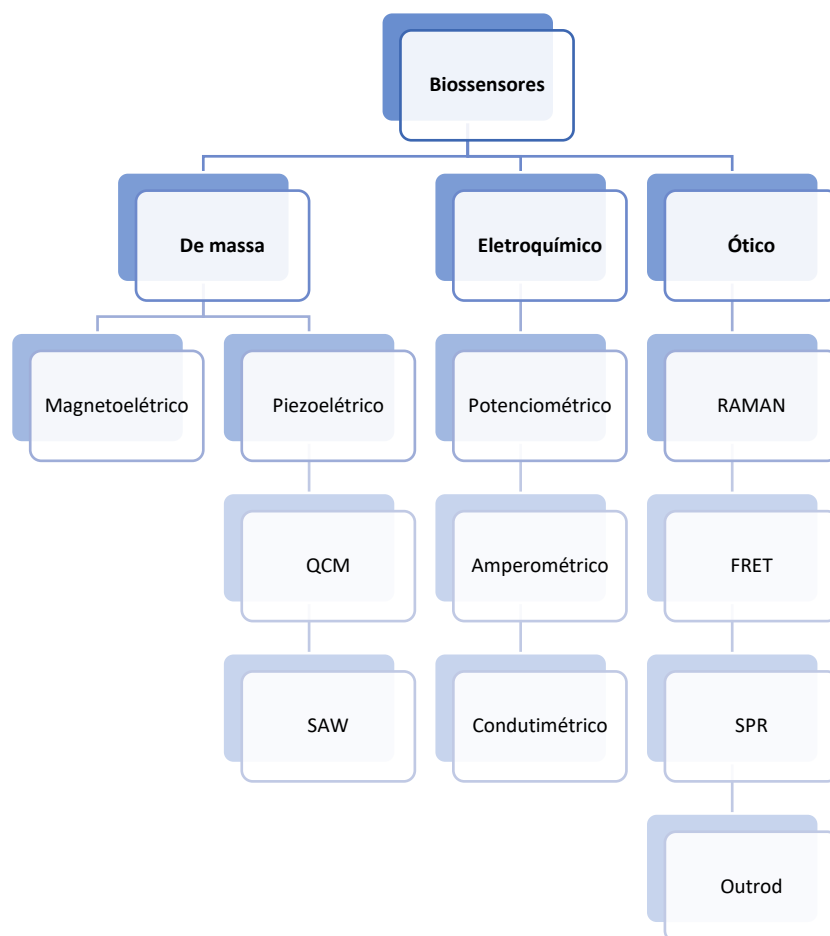 Biossensores
De massa
Eletroquímico
Ótico
Magnetoelétrico
Piezoelétrico
Potenciométrico
RAMAN
QCM
Amperométrico
FRET
SAW
Condutimétrico
SPR
Outrod